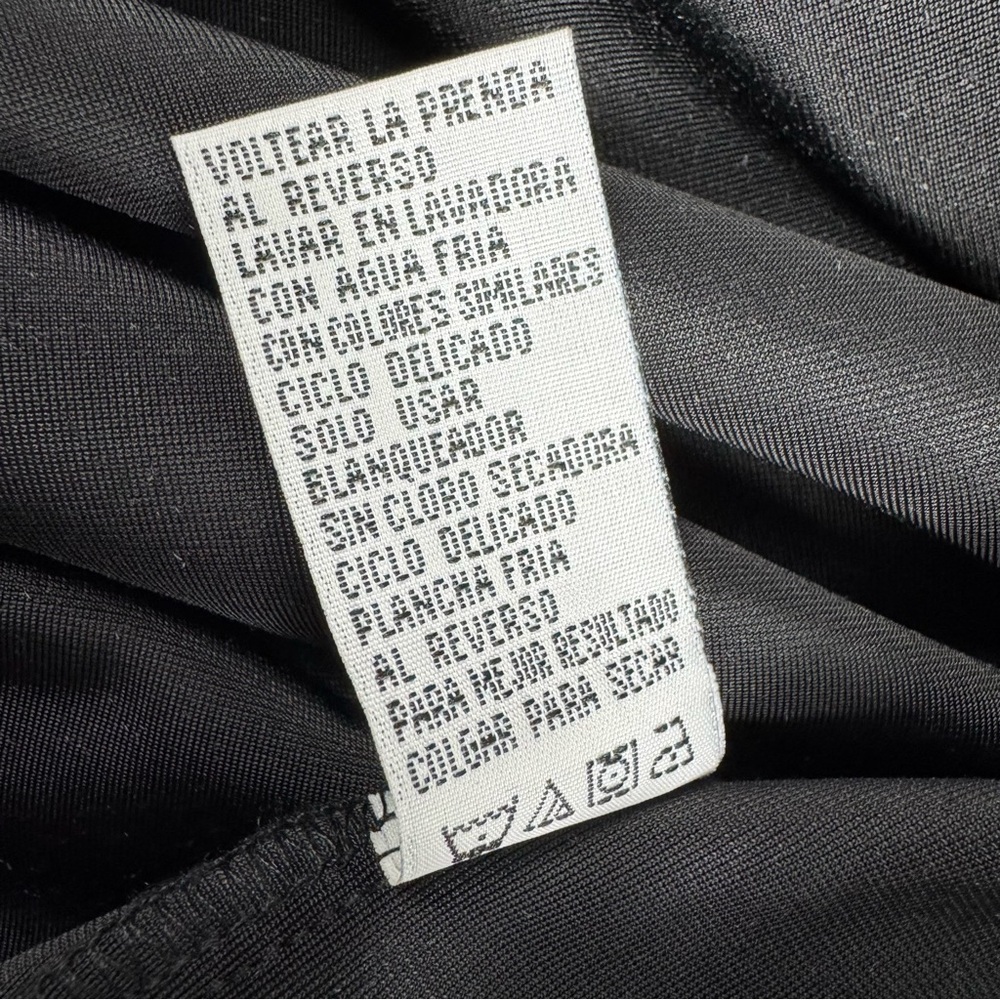 VOLTEAR LA PRENDA
AL REVERSO
LAVAR EN LAVADORA
CON AGUA FRIA
CON COLORES SIMILARES
CICLO DELICADO
SOLO USAR
BLANQUEADOR
SIN CLORO SECADORA
CICLO DELICADO
PLANCHA FRIA
AL REVERSO
PARA MEJOR RESULTADO
COLGAR PARA SECAR